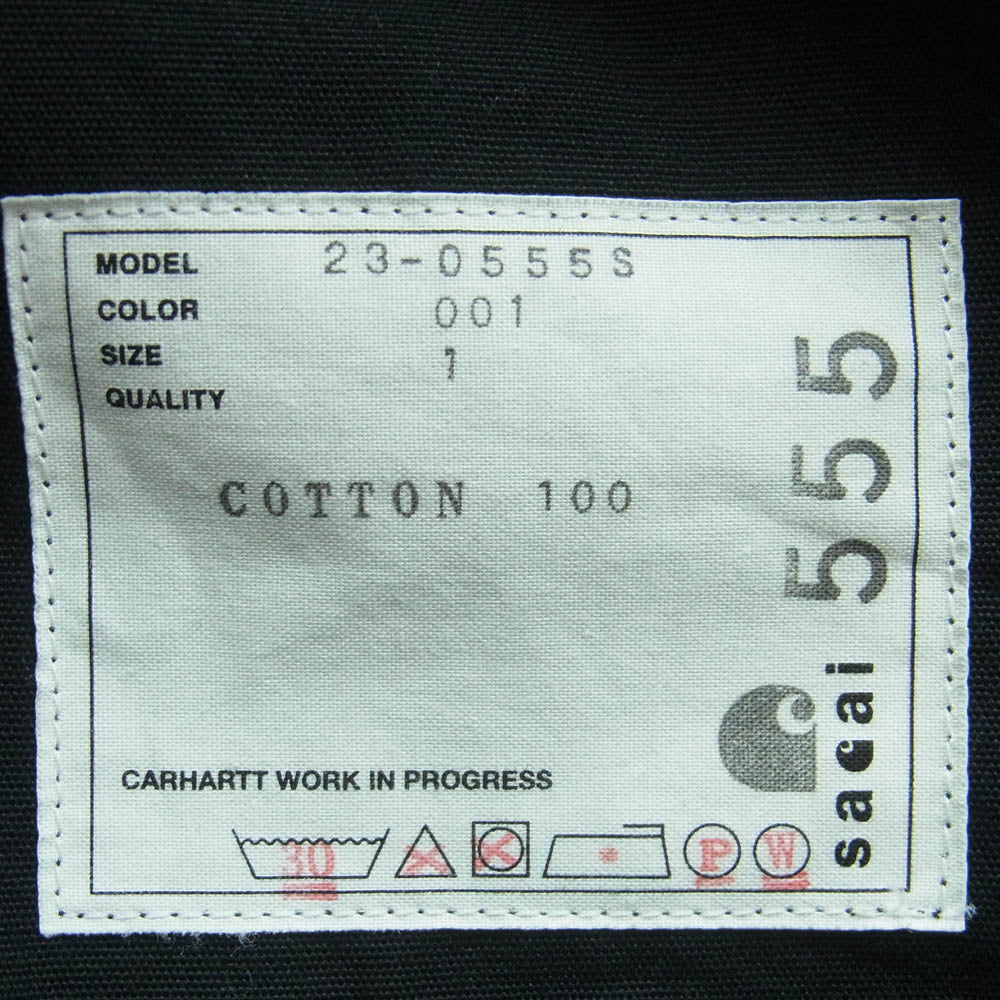 MODEL 23-0555S
COLOR 001
SIZE 1
QUALITY
COTTON 100
CARHARTT WORK IN PROGRESS
30 P W
sacai 555